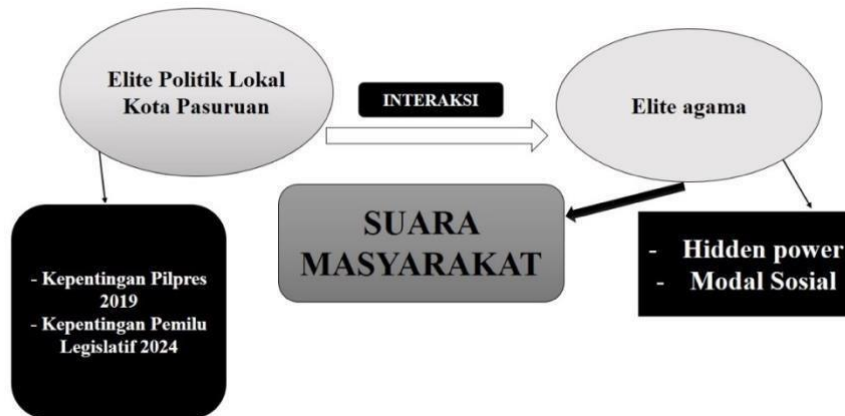 Elite Politik Lokal
Kota Pasuruan
INTERAKSI
Elite agama
SUARA
MASYARAKAT
- Kepentingan Pilpres
2019
- Kepentingan Pemilu
Legislatif 2024
- Hidden power
- Modal Sosial